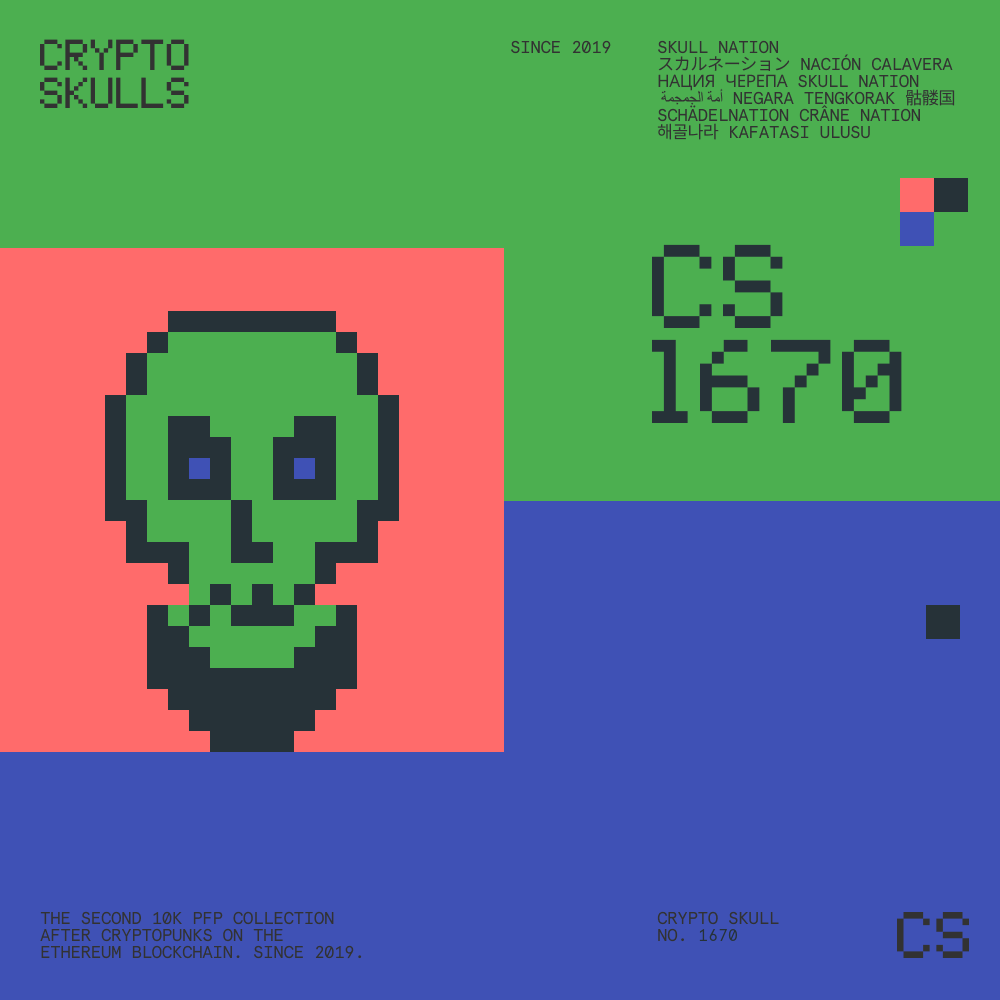 CRYPTO
SKULLS
SINCE 2019
SKULL NATION
スカルネーション NACIÓN CALAVERA
НАЦИЯ ЧЕРЕПА SKULL NATION
أمة الجمجمة NEGARA TENGKORAK 骷髅国
SCHÄDELNATION CRÂNE NATION
해골나라 KAFATASI ULUSU
CS
1670
THE SECOND 10K PFP COLLECTION
AFTER CRYPTOPUNKS ON THE
ETHEREUM BLOCKCHAIN. SINCE 2019.
CRYPTO SKULL
NO. 1670
CS